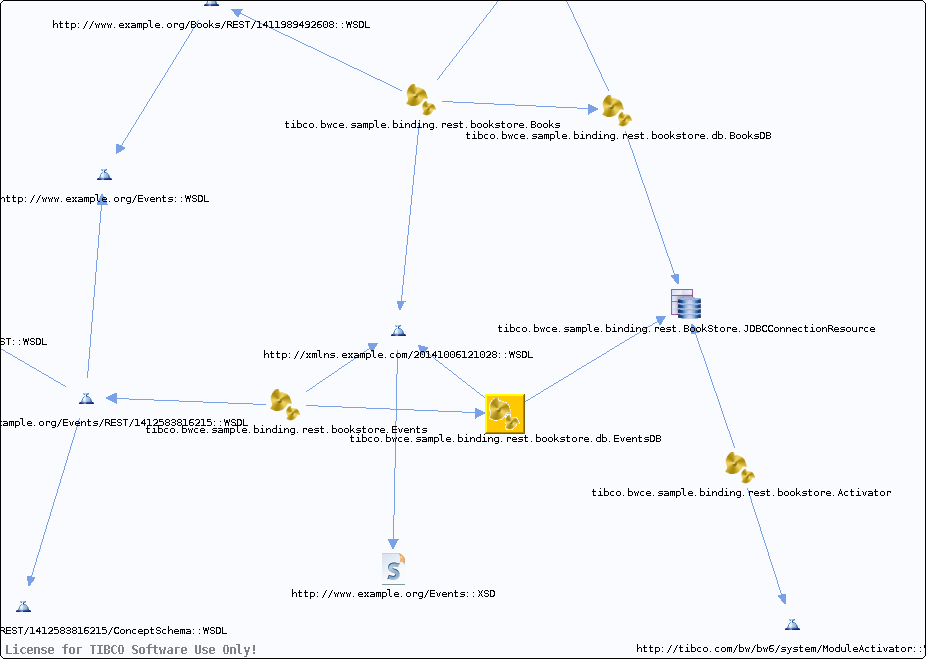 http://www.example.org/Books/REST/1411989492608::WSDL
tibco.bwce.sample.binding.rest.bookstore.Books
tibco.bwce.sample.binding.rest.bookstore.db.BooksDB
http://www.example.org/Events::WSDL
tibco.bwce.sample.binding.rest.BookStore.JDBCConnectionResource
ST::WSDL
http://xmlns.example.com/20141006121028::WSDL
ample.org/Events/REST/1412583816215::WSDL
tibco.bwce.sample.binding.rest.bookstore.Events
tibco.bwce.sample.binding.rest.bookstore.db.EventsDB
tibco.bwce.sample.binding.rest.bookstore.Activator
http://www.example.org/Events::XSD
REST/1412583816215/ConceptSchema::WSDL
http://tibco.com/bw/bw6/system/ModuleActivator::
License for TIBCO Software Use Only!